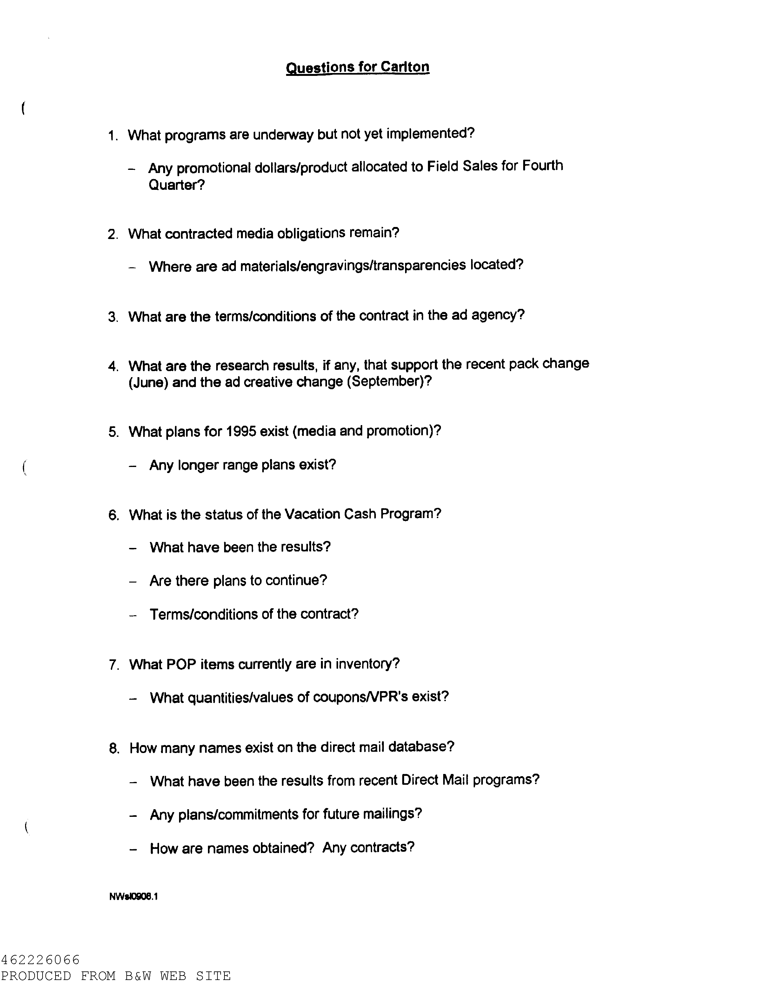 Questions for Carlton
1. What programs are underway but not yet implemented?
– Any promotional dollars/product allocated to Field Sales for Fourth
Quarter?
2. What contracted media obligations remain?
– Where are ad materials/engravings/transparencies located?
3. What are the terms/conditions of the contract in the ad agency?
4. What are the research results, if any, that support the recent pack change
(June) and the ad creative change (September)?
5. What plans for 1995 exist (media and promotion)?
– Any longer range plans exist?
6. What is the status of the Vacation Cash Program?
– What have been the results?
– Are there plans to continue?
– Terms/conditions of the contract?
7. What POP items currently are in inventory?
– What quantities/values of coupons/VPR's exist?
8. How many names exist on the direct mail database?
– What have been the results from recent Direct Mail programs?
– Any plans/commitments for future mailings?
– How are names obtained? Any contracts?
NWsl0908.1
462226066
PRODUCED FROM B&W WEB SITE